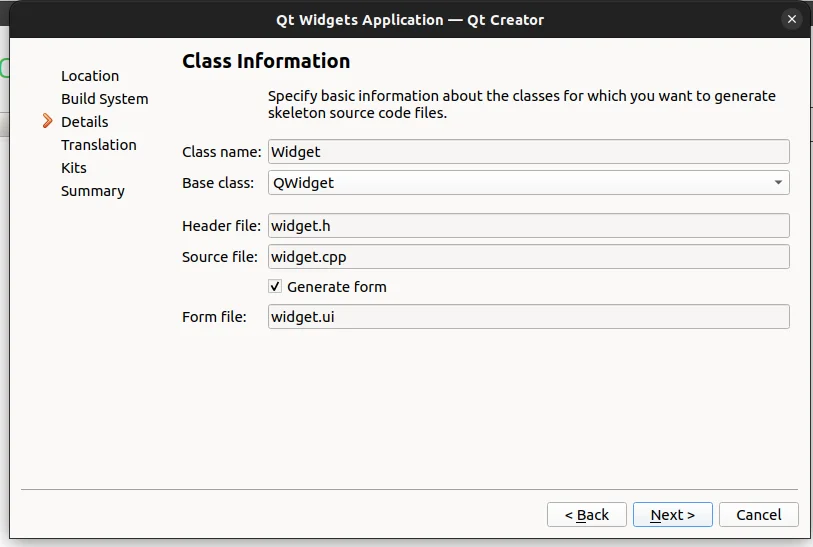 Qt Widgets Application — Qt Creator
Location
Build System
Details
Translation
Kits
Summary
Class Information
Specify basic information about the classes for which you want to generate
skeleton source code files.
Class name: Widget
Base class: QWidget
Header file: widget.h
Source file: widget.cpp
Generate form
Form file: widget.ui
< Back Next > Cancel